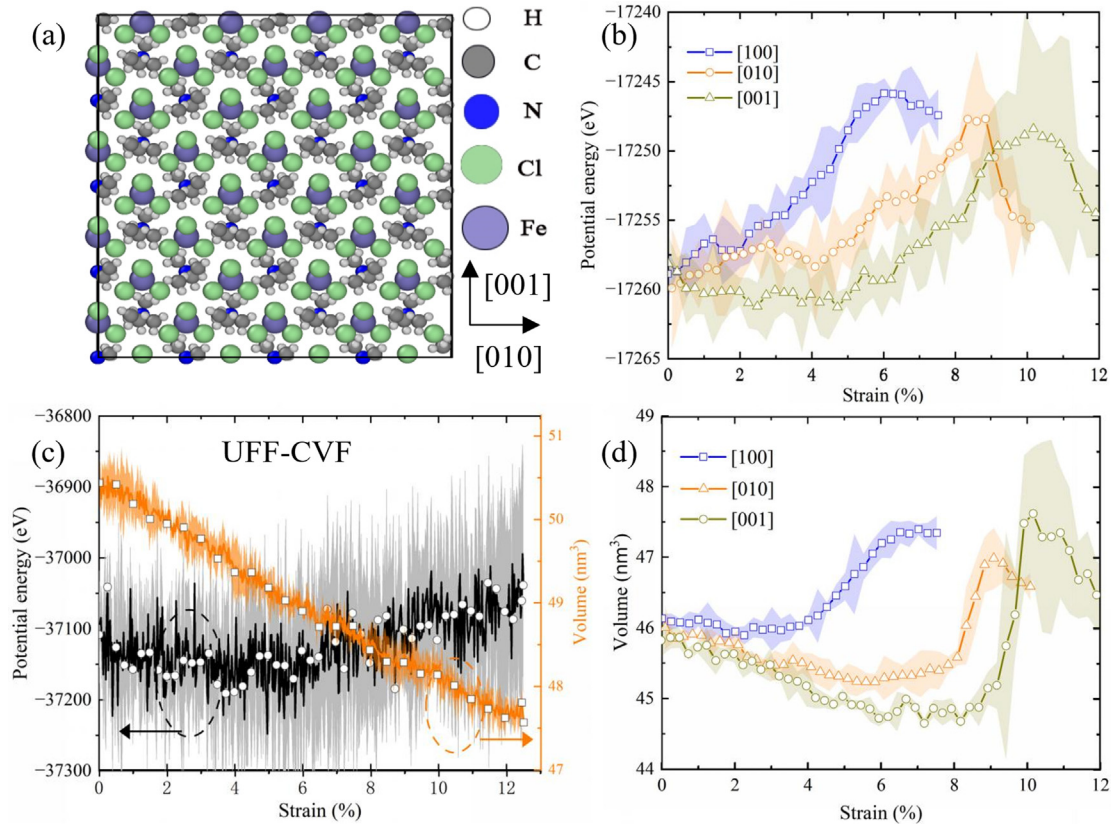 (a)
H
C
N
Cl
Fe
[001]
[010]
(b)
−17240
−17245
−17250
−17255
−17260
−17265
Potential energy (eV)
[100]
[010]
[001]
0 2 4 6 8 10 12
Strain (%)
(c)
UFF-CVF
−36800
−36900
−37000
−37100
−37200
−37300
Potential energy (eV)
51
50
49
48
47
Volume (nm³)
0 2 4 6 8 10 12
Strain (%)
(d)
49
48
47
46
45
44
Volume (nm³)
[100]
[010]
[001]
0 2 4 6 8 10 12
Strain (%)